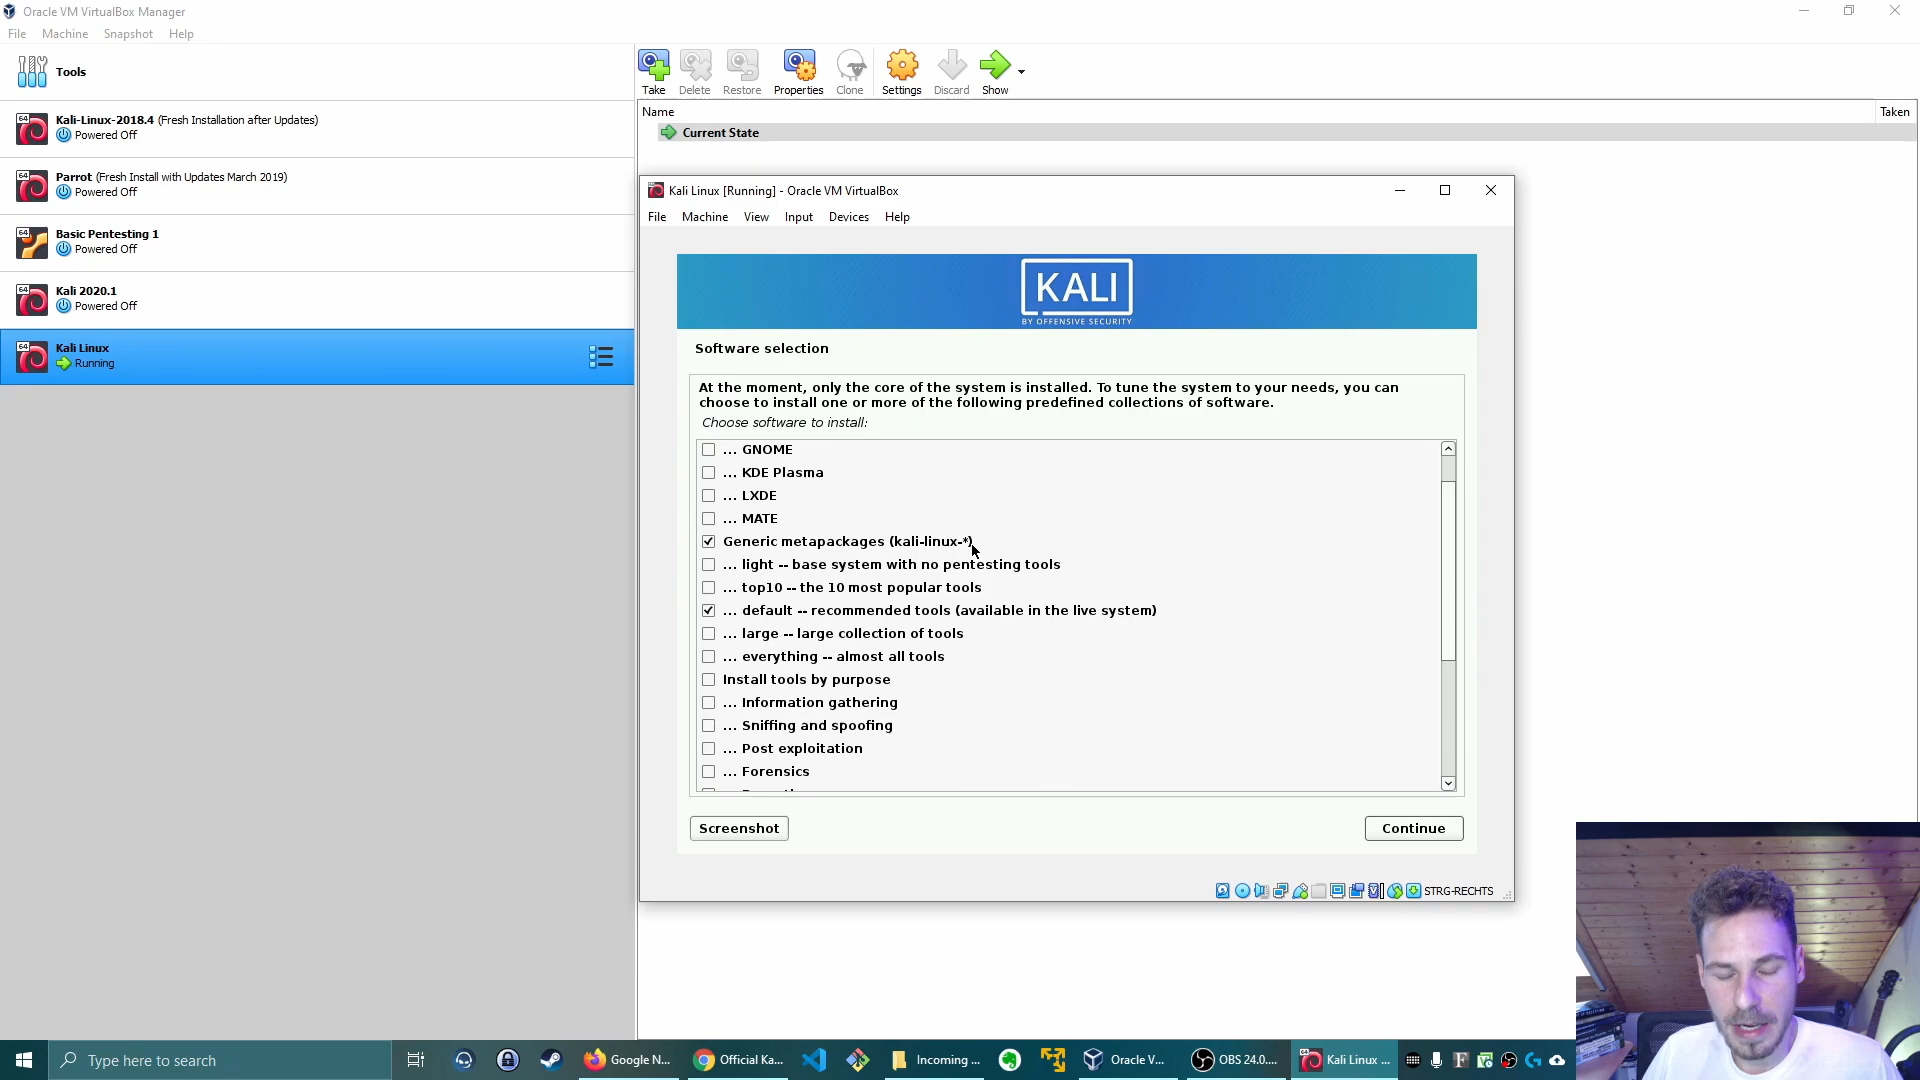 Oracle VM VirtualBox Manager
File Machine Snapshot Help
Tools
Take Delete Restore Properties Clone Settings Discard Show
Name Taken
Current State
64
Kali-Linux-2018.4 (Fresh Installation after Updates)
Powered Off
64
Parrot (Fresh Install with Updates March 2019)
Powered Off
64
Basic Pentesting 1
Powered Off
64
Kali 2020.1
Powered Off
64
Kali Linux
Running
Kali Linux [Running] - Oracle VM VirtualBox
File Machine View Input Devices Help
KALI
BY OFFENSIVE SECURITY
Software selection
At the moment, only the core of the system is installed. To tune the system to your needs, you can
choose to install one or more of the following predefined collections of software.
Choose software to install:
... GNOME
... KDE Plasma
... LXDE
... MATE
Generic metapackages (kali-linux-*)
... light -- base system with no pentesting tools
... top10 -- the 10 most popular tools
... default -- recommended tools (available in the live system)
... large -- large collection of tools
... everything -- almost all tools
Install tools by purpose
... Information gathering
... Sniffing and spoofing
... Post exploitation
... Forensics
Screenshot Continue
STRG-RECHTS
Type here to search
Google N...
Official Ka...
Incoming ...
Oracle V...
OBS 24.0....
Kali Linux ...